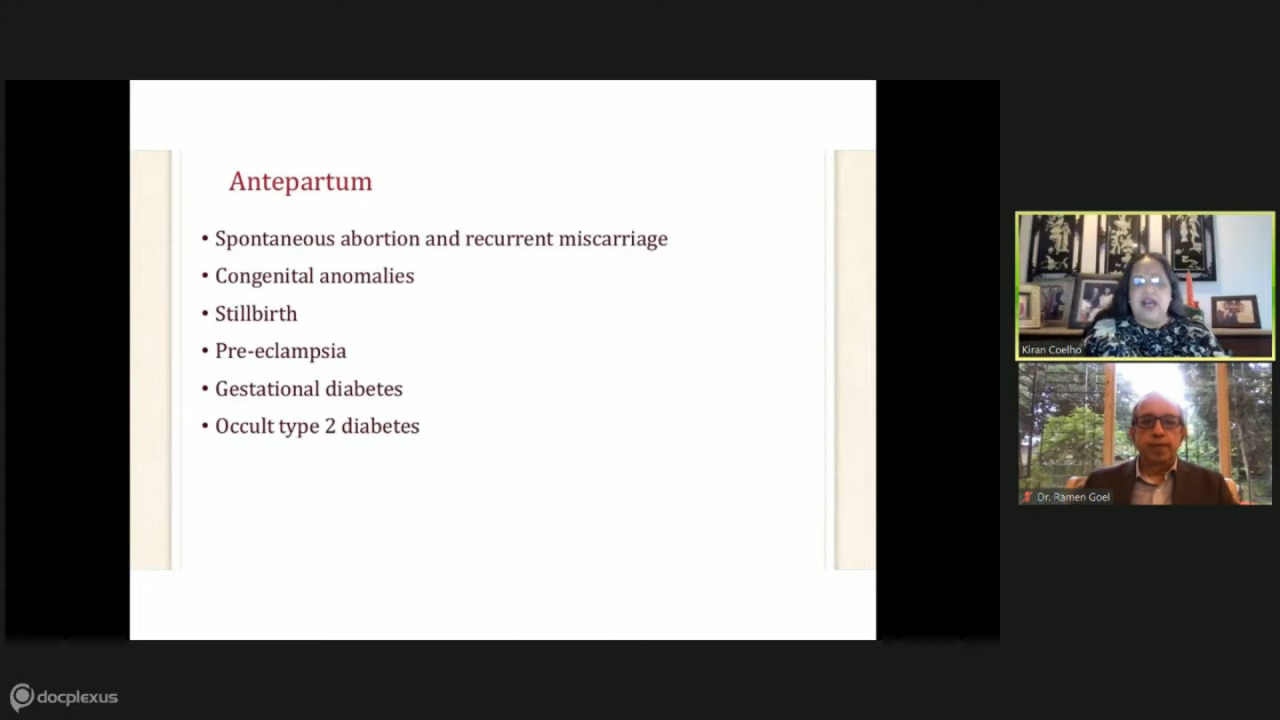 Antepartum
• Spontaneous abortion and recurrent miscarriage
• Congenital anomalies
• Stillbirth
• Pre-eclampsia
• Gestational diabetes
• Occult type 2 diabetes
Kiran Coelho
Dr. Ramen Goel
docplexus